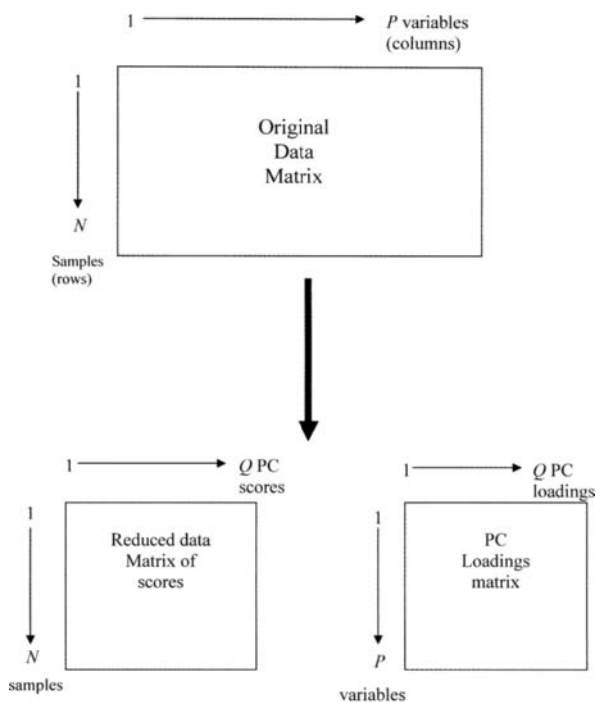 1
P variables
(columns)
1
Original
Data
Matrix
N
Samples
(rows)
1
Q PC
scores
1
Reduced data
Matrix of
scores
N
samples
1
Q PC
loadings
1
PC
Loadings
matrix
P
variables